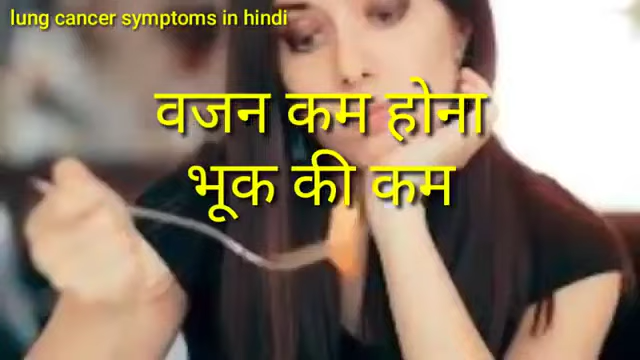 lung cancer symptoms in hindi
वजन कम होना
भूक की कम